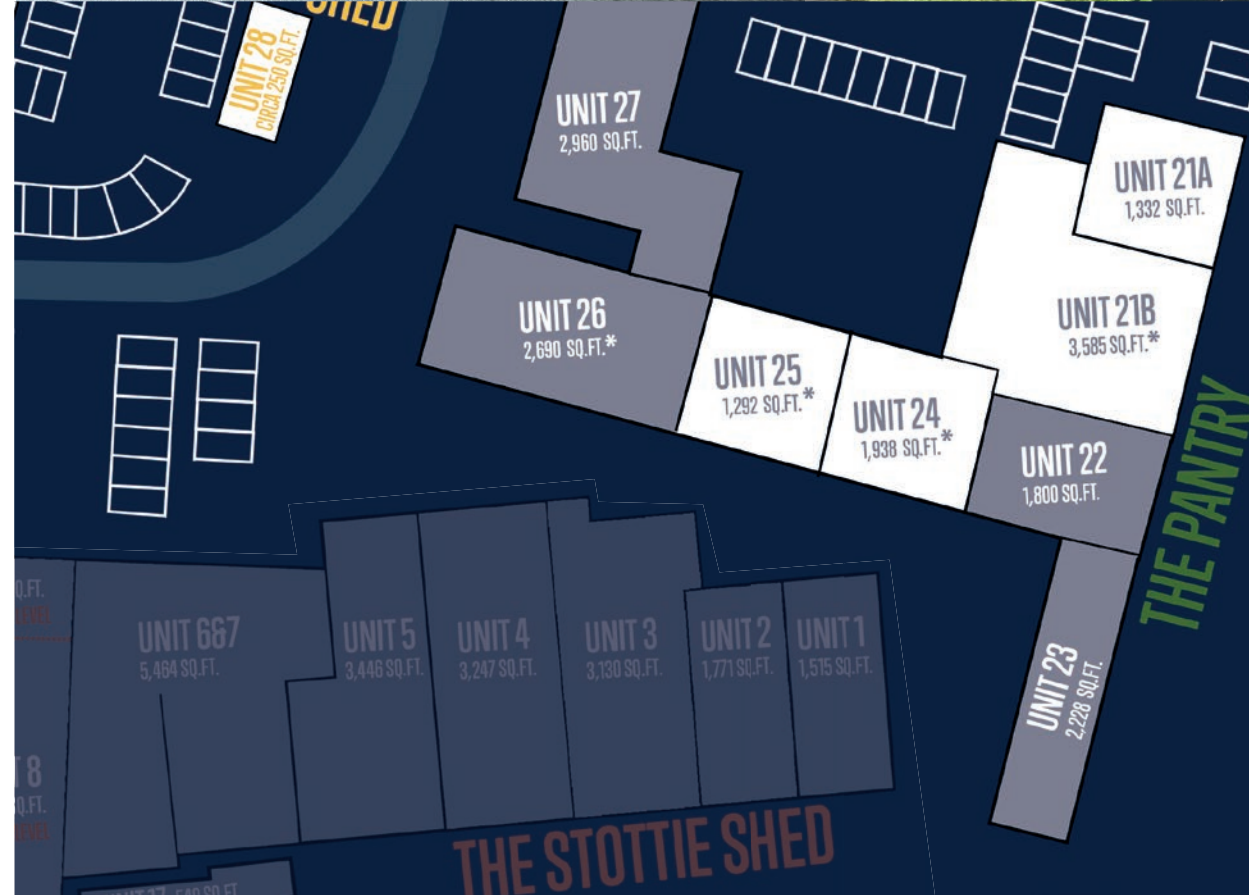 SHED
UNIT 28
CIRCA 250 SQ.FT.
UNIT 27
2,960 SQ.FT.
UNIT 21A
1,332 SQ.FT.
UNIT 26
2,690 SQ.FT.*
UNIT 21B
3,585 SQ.FT.*
UNIT 25
1,292 SQ.FT.*
UNIT 24
1,938 SQ.FT.*
UNIT 22
1,800 SQ.FT.
THE PANTRY
UNIT 23
2,228 SQ.FT.
Q.FT.
UNIT 6&7
5,464 SQ.FT.
UNIT 5
3,446 SQ.FT.
UNIT 4
3,247 SQ.FT.
UNIT 3
3,130 SQ.FT.
UNIT 2
1,771 SQ.FT.
UNIT 1
1,515 SQ.FT.
T 8
Q.FT.
THE STOTTIE SHED